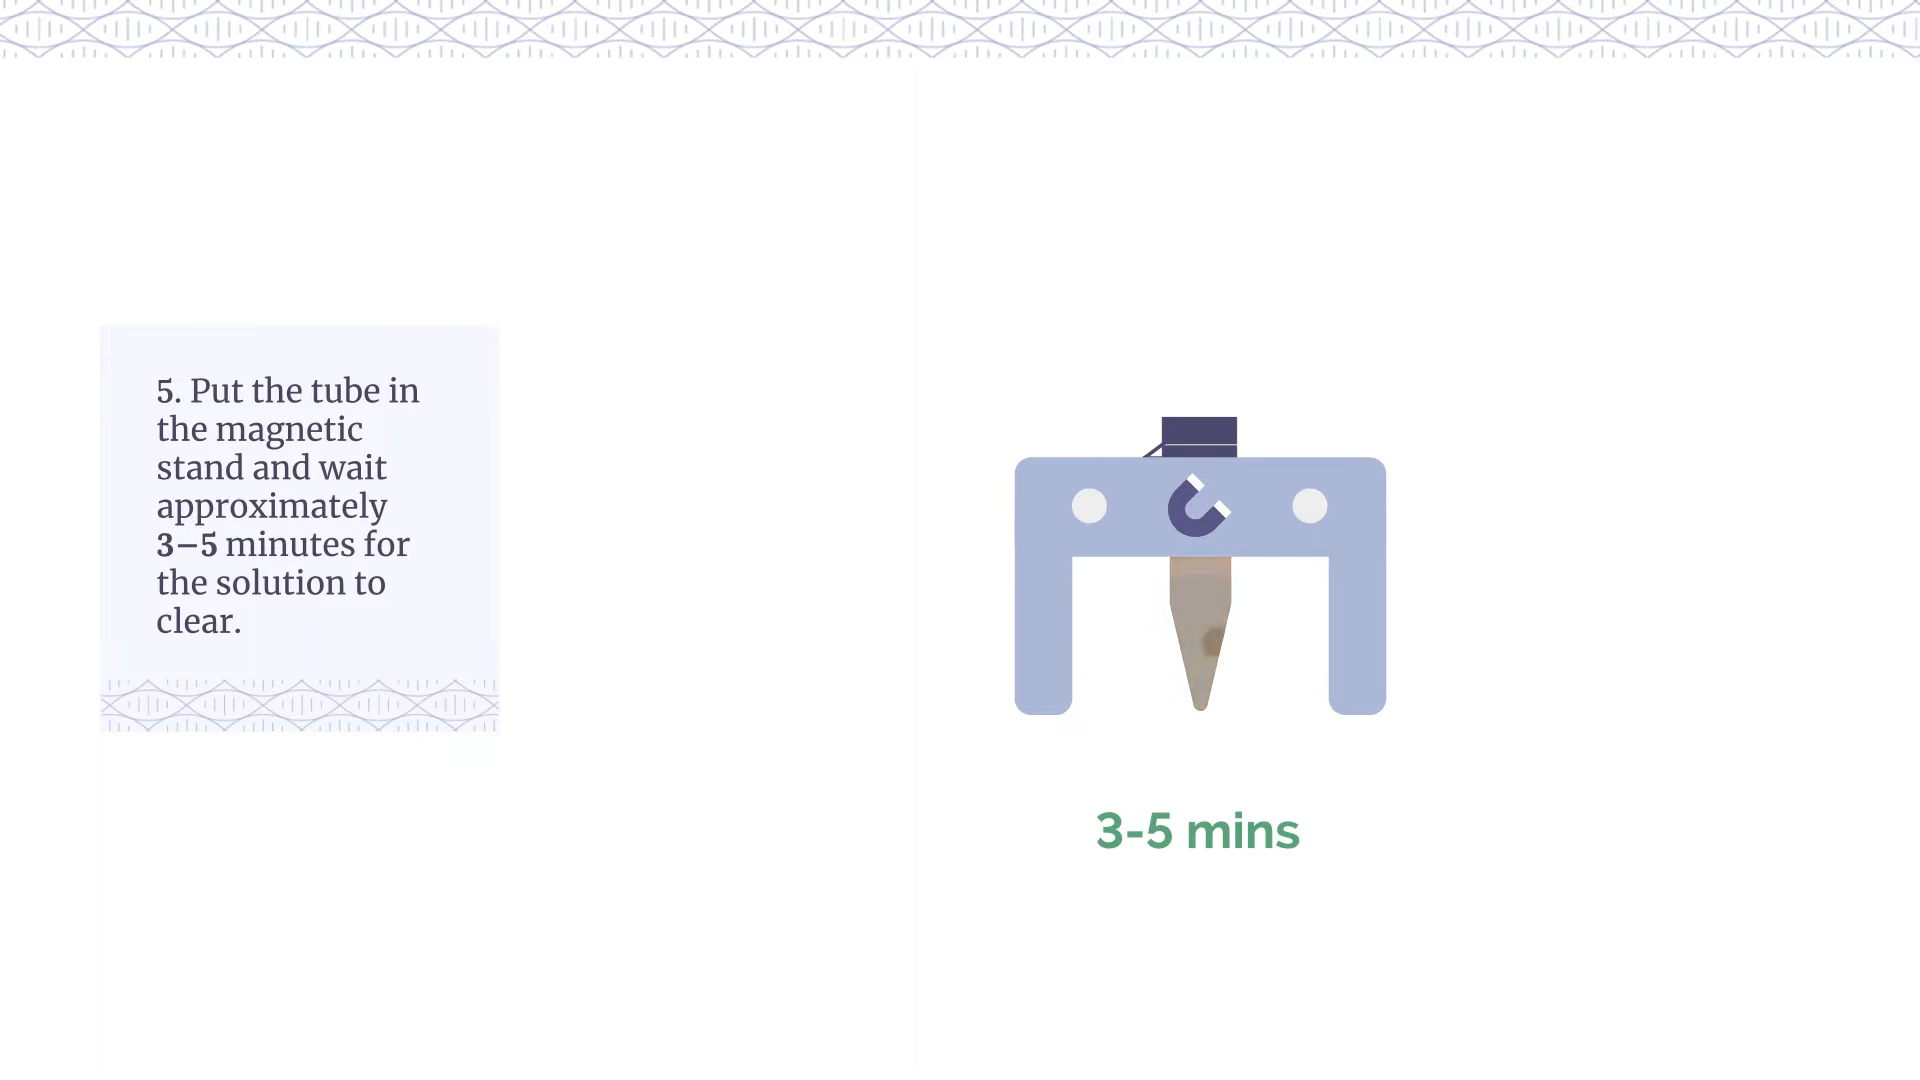 5. Put the tube in
the magnetic
stand and wait
approximately
3–5 minutes for
the solution to
clear.
3-5 mins